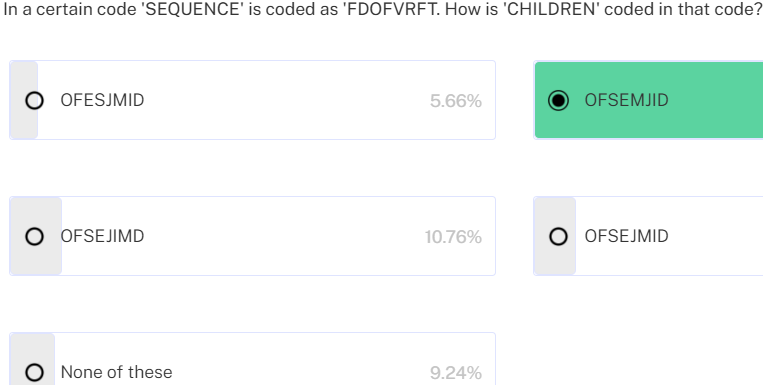 In a certain code 'SEQUENCE' is coded as 'FDOFVRFT. How is 'CHILDREN' coded in that code?
OFESJMID 5.66%
OFSEMJID
OFSEJIMD 10.76%
OFSEJMID
None of these 9.24%